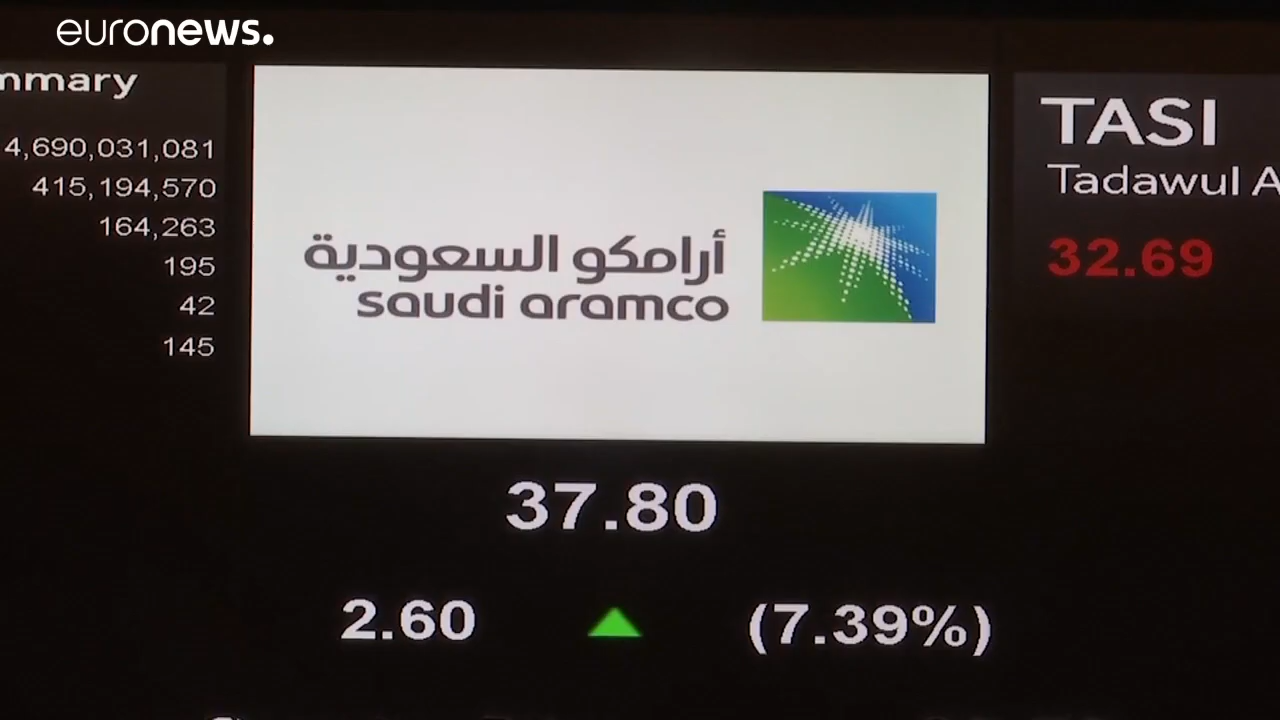 euronews.
mmary
4,690,031,081
415,194,570
164,263
195
42
145
أرامكو السعودية
saudi aramco
37.80
2.60
(7.39%)
TASI
Tadawul A
32.69